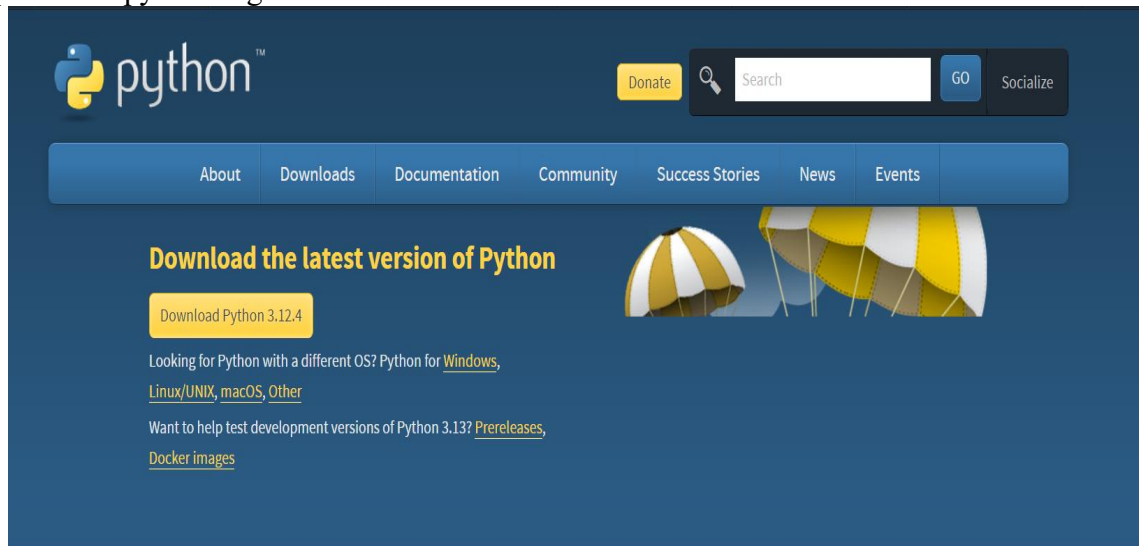 python™
Donate
Search
GO
Socialize
About Downloads Documentation Community Success Stories News Events
Download the latest version of Python
Download Python 3.12.4
Looking for Python with a different OS? Python for Windows,
Linux/UNIX, macOS, Other
Want to help test development versions of Python 3.13? Prereleases,
Docker images